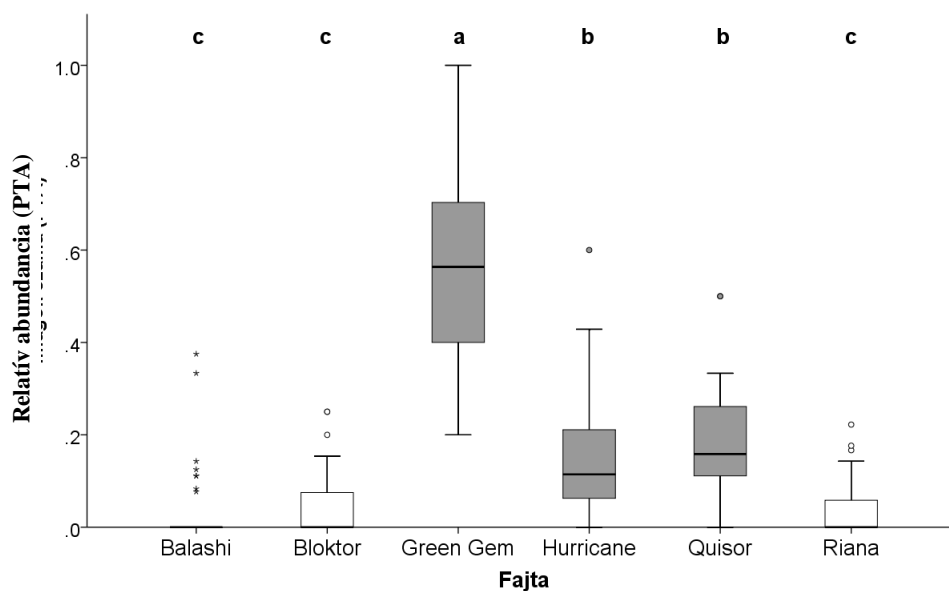 c c a b b c
1.0
.8
.6
.4
.2
.0
Relatív abundancia (PTA)
Balashi Bloktor Green Gem Hurricane Quisor Riana
Fajta